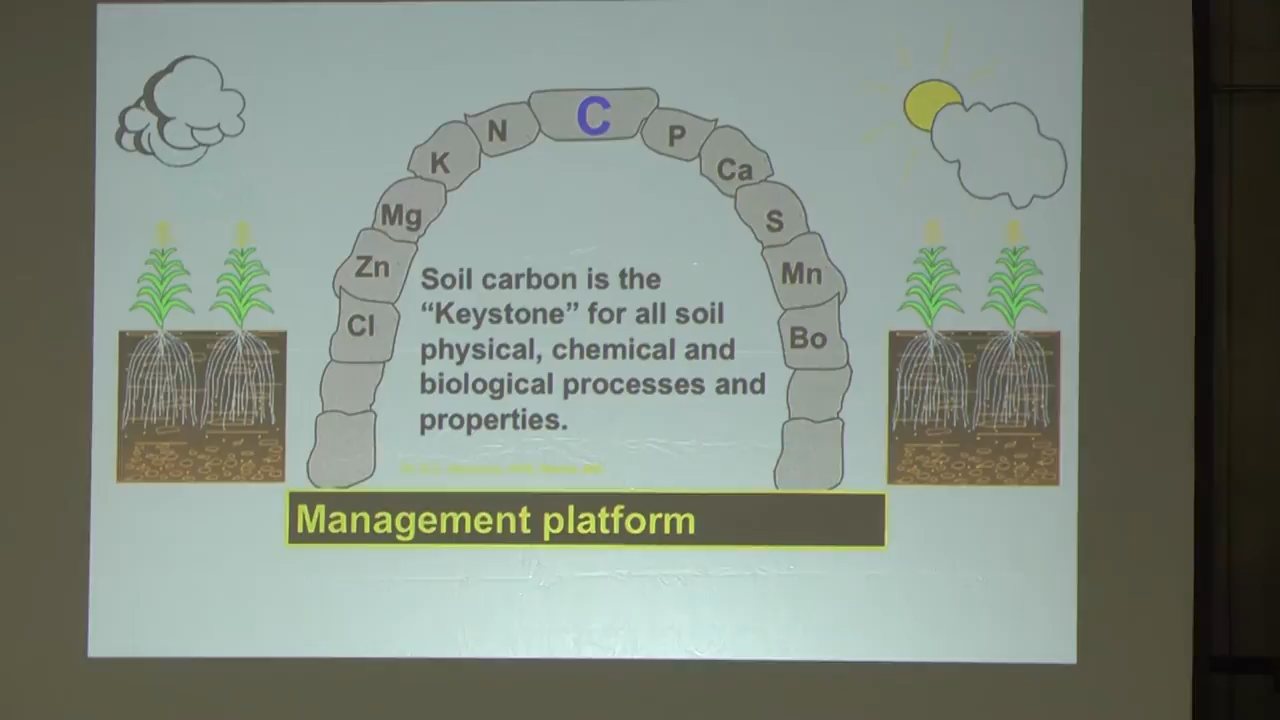 C
N
P
K
Ca
Mg
S
Zn
Mn
Cl
Bo
Soil carbon is the
“Keystone” for all soil
physical, chemical and
biological processes and
properties.
Management platform